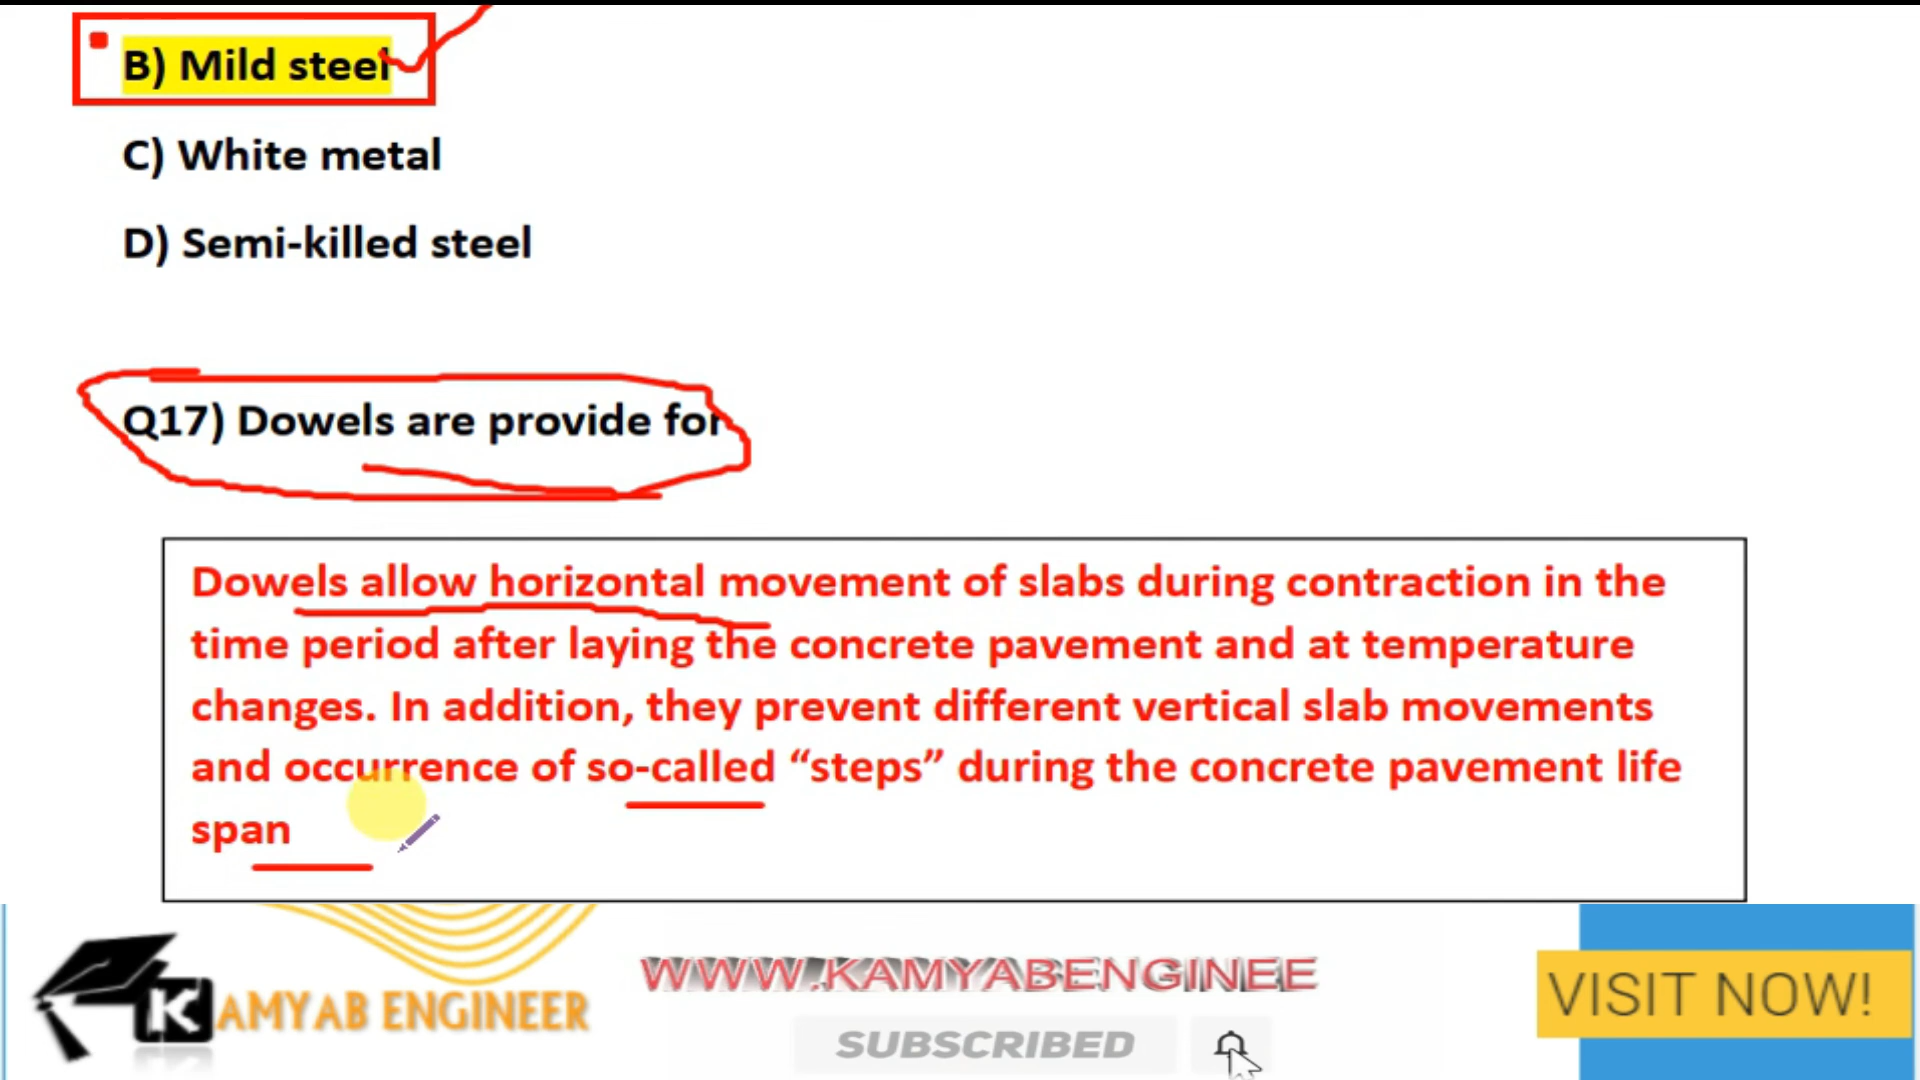 B) Mild steel
C) White metal
D) Semi-killed steel
Q17) Dowels are provide for
Dowels allow horizontal movement of slabs during contraction in the
time period after laying the concrete pavement and at temperature
changes. In addition, they prevent different vertical slab movements
and occurrence of so-called “steps” during the concrete pavement life
span
KAMYAB ENGINEER
WWW.KAMYABENGINEE
SUBSCRIBED
VISIT NOW!